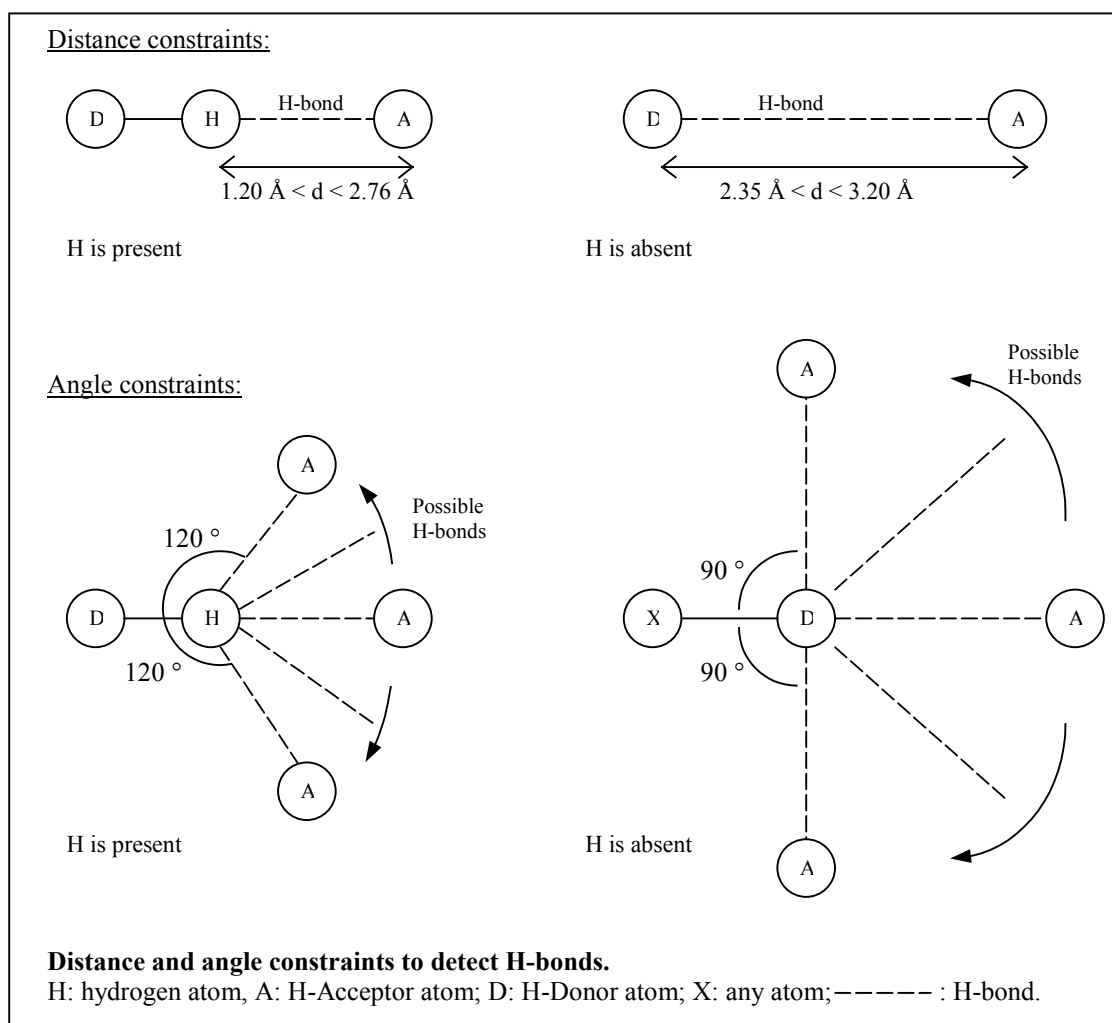 Distance constraints:
D H H-bond A
1.20 Å < d < 2.76 Å
H is present
D H-bond A
2.35 Å < d < 3.20 Å
H is absent
Angle constraints:
A
Possible
H-bonds
120 °
D H A
120 °
A
H is present
A
Possible
H-bonds
90 °
X D A
90 °
A
H is absent
Distance and angle constraints to detect H-bonds.
H: hydrogen atom, A: H-Acceptor atom; D: H-Donor atom; X: any atom; ----- : H-bond.